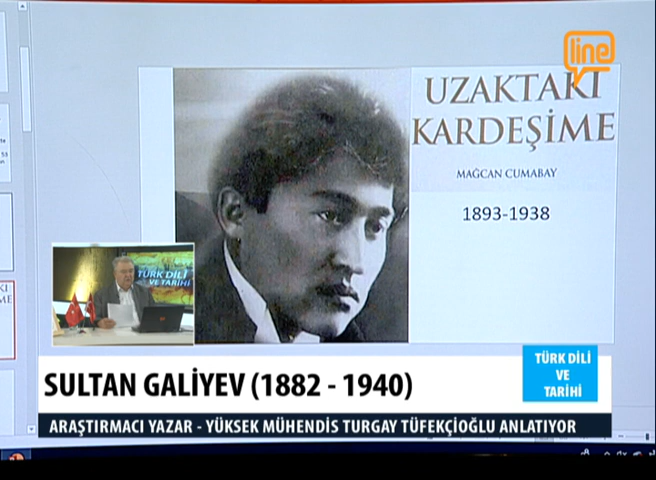 line
UZAKTAKİ
KARDEŞİME
MAĞCAN CUMABAY
1893-1938
TÜRK DİLİ
VE TARİHİ
SULTAN GALİYEV (1882 - 1940)
TÜRK DİLİ
VE
TARİHİ
ARAŞTIRMACI YAZAR - YÜKSEK MÜHENDİS TURGAY TÜFEKÇİOĞLU ANLATIYOR